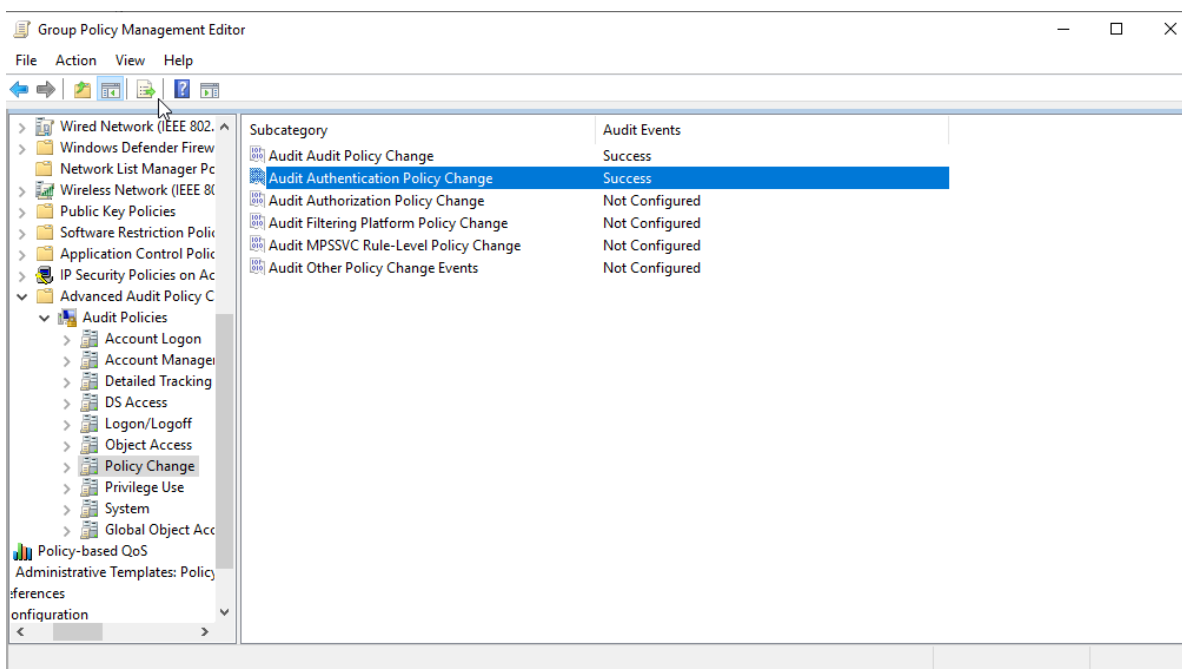 Group Policy Management Editor
File Action View Help
Wired Network (IEEE 802.
Windows Defender Firew
Network List Manager Pc
Wireless Network (IEEE 80
Public Key Policies
Software Restriction Polic
Application Control Polic
IP Security Policies on Ac
Advanced Audit Policy C
Audit Policies
Account Logon
Account Manager
Detailed Tracking
DS Access
Logon/Logoff
Object Access
Policy Change
Privilege Use
System
Global Object Acc
Policy-based QoS
Administrative Templates: Policy
eferences
onfiguration
Subcategory Audit Events
Audit Audit Policy Change Success
Audit Authentication Policy Change Success
Audit Authorization Policy Change Not Configured
Audit Filtering Platform Policy Change Not Configured
Audit MPSSVC Rule-Level Policy Change Not Configured
Audit Other Policy Change Events Not Configured